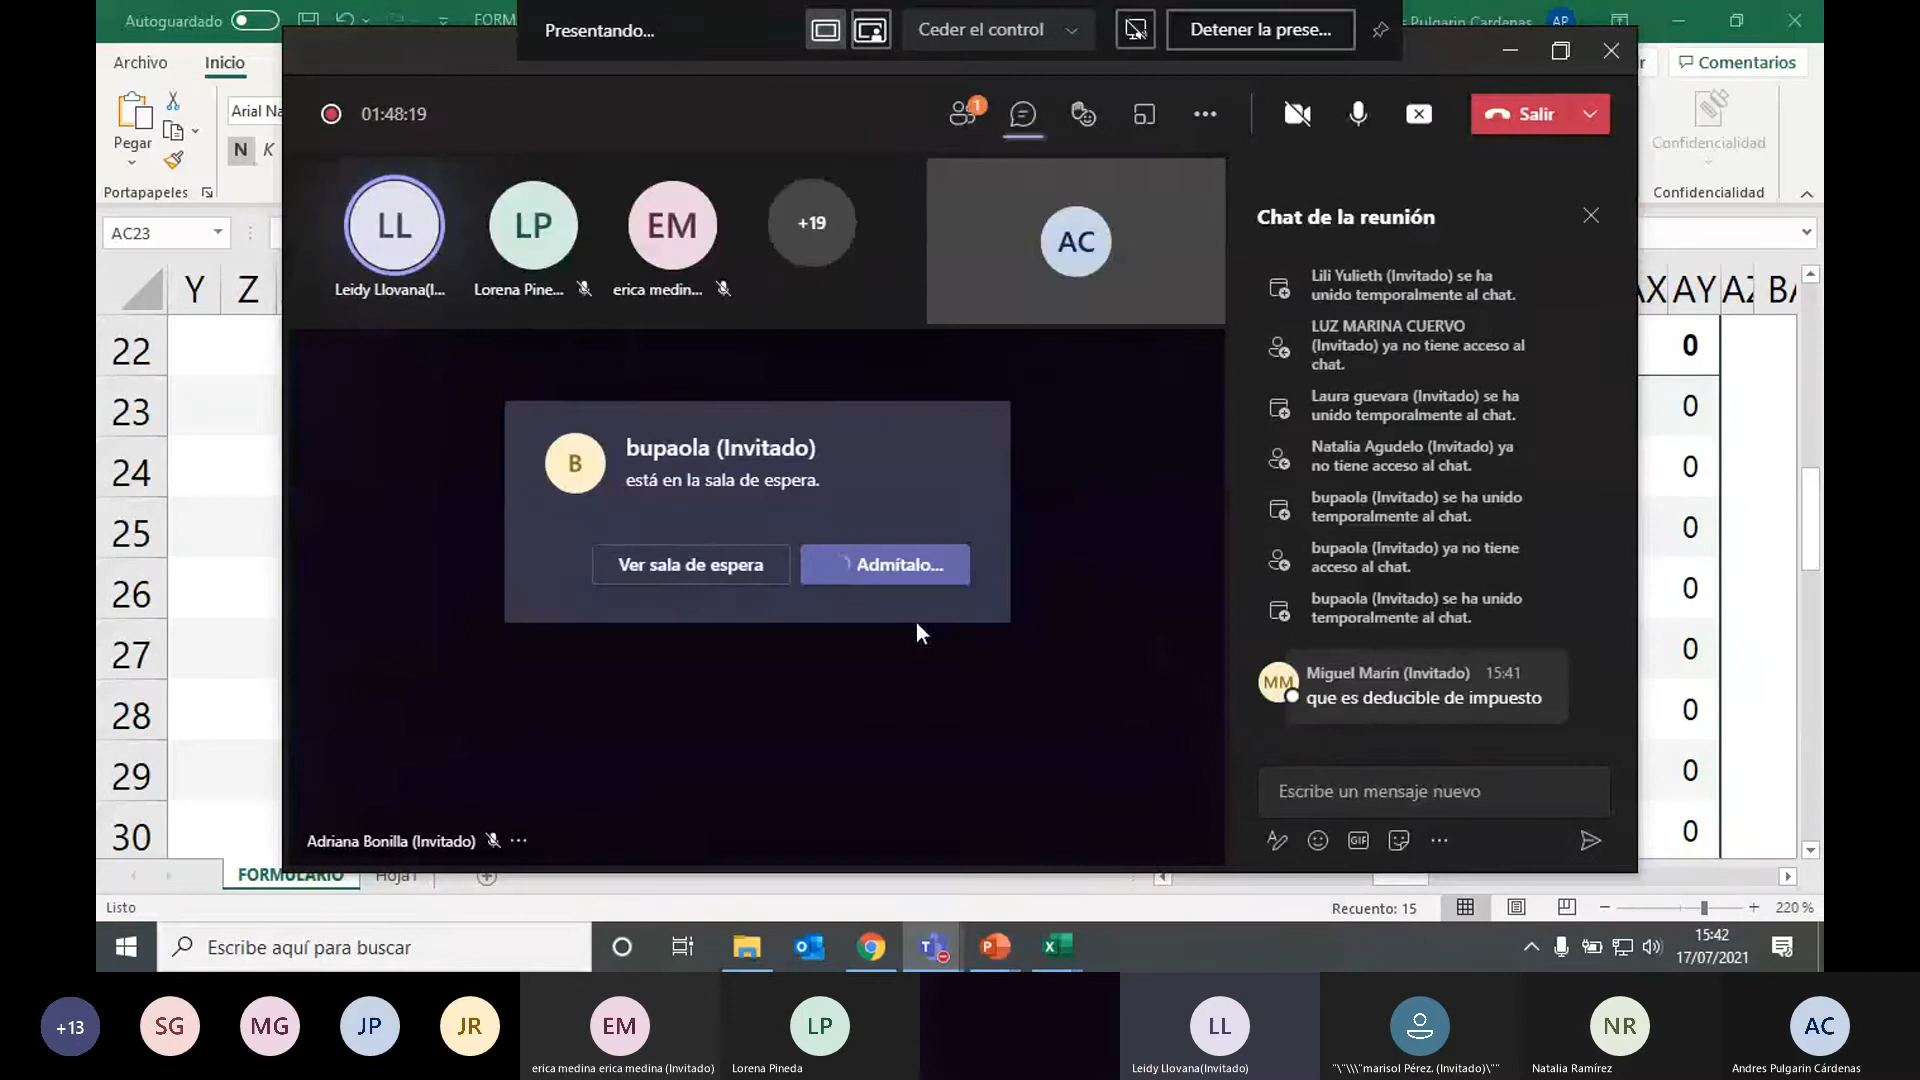 Autoguardado
FORM
Presentando...
Ceder el control
Detener la prese...
s Pulgarin Cardenas
AP
Archivo
Inicio
r
Comentarios
Arial Na
Pegar
N
K
Portapapeles
Confidencialidad
Confidencialidad
01:48:19
1
Salir
LL
LP
EM
+19
AC
Leidy Llovana(I...
Lorena Pine...
erica medin...
Chat de la reunión
Lili Yulieth (Invitado) se ha
unido temporalmente al chat.
LUZ MARINA CUERVO
(Invitado) ya no tiene acceso al
chat.
Laura guevara (Invitado) se ha
unido temporalmente al chat.
Natalia Agudelo (Invitado) ya
no tiene acceso al chat.
bupaola (Invitado) se ha unido
temporalmente al chat.
bupaola (Invitado) ya no tiene
acceso al chat.
bupaola (Invitado) se ha unido
temporalmente al chat.
MM
Miguel Marin (Invitado) 15:41
que es deducible de impuesto
Escribe un mensaje nuevo
GIF
B
bupaola (Invitado)
está en la sala de espera.
Ver sala de espera
Admítalo...
Adriana Bonilla (Invitado)
AC23
Y Z AX AY AZ BA
22 0
23 0
24 0
25 0
26 0
27 0
28 0
29 0
30 0
FORMULARIO
Hoja1
Listo
Recuento: 15
220 %
Escribe aquí para buscar
15:42
17/07/2021
+13
SG
MG
JP
JR
EM
LP
LL
NR
AC
erica medina erica medina (Invitado)
Lorena Pineda
Leidy Llovana(Invitado)
"\"\\\"marisol Pérez. (Invitado)\""
Natalia Ramírez
Andres Pulgarin Cárdenas